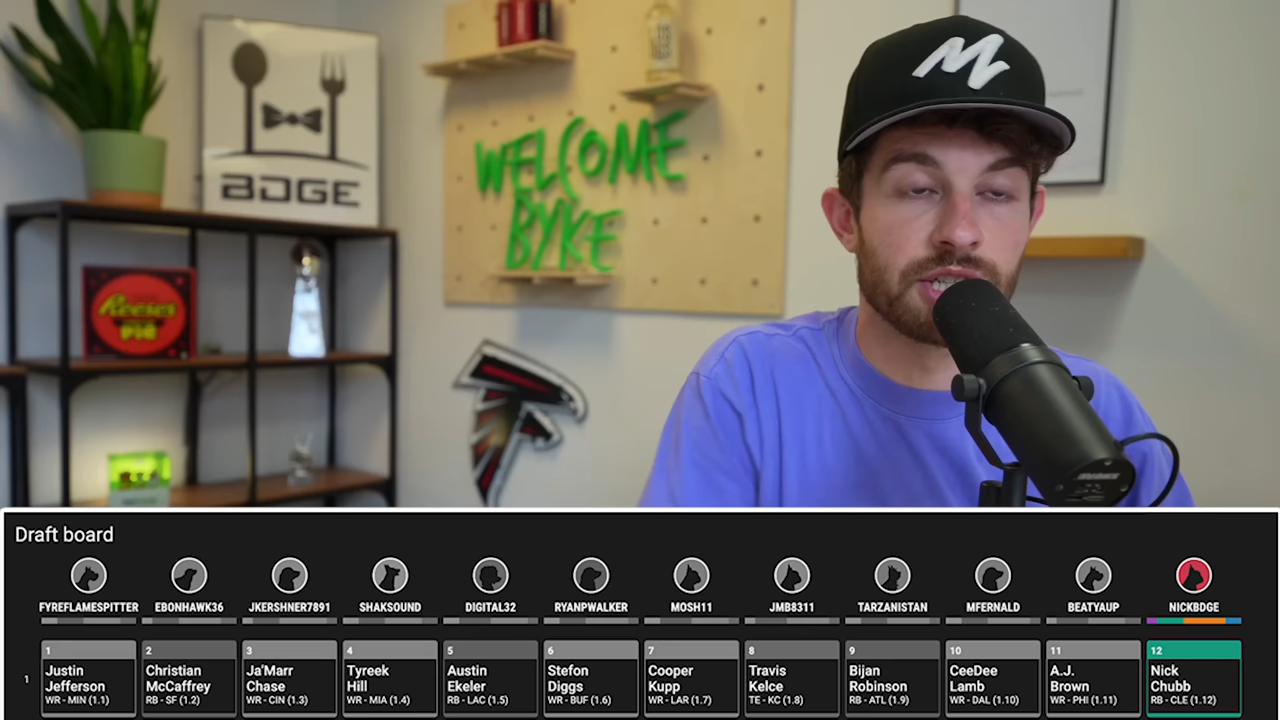 M
BDGE
WELCOME
BYKE
REESE'S
PIE
Draft board
FYREFLAMESPITTER EBONHAWK36 JKERSHNER7891 SHAKSOUND DIGITAL32 RYANPWALKER MOSH11 JMB8311 TARZANISTAN MFERNALD BEATYAUP NICKBDGE
1 2 3 4 5 6 7 8 9 10 11 12
1
Justin Christian Ja'Marr Tyreek Austin Stefon Cooper Travis Bijan CeeDee A.J. Nick
Jefferson McCaffrey Chase Hill Ekeler Diggs Kupp Kelce Robinson Lamb Brown Chubb
WR - MIN (1.1) RB - SF (1.2) WR - CIN (1.3) WR - MIA (1.4) RB - LAC (1.5) WR - BUF (1.6) WR - LAR (1.7) TE - KC (1.8) RB - ATL (1.9) WR - DAL (1.10) WR - PHI (1.11) RB - CLE (1.12)